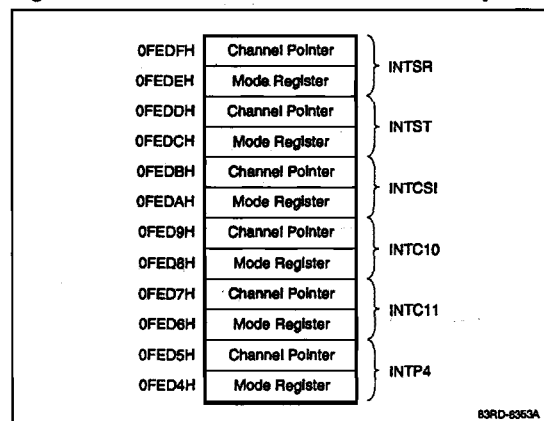 0FEDFH Channel Pointer
INTSR
0FEDEH Mode Register
0FEDDH Channel Pointer
INTST
0FEDCH Mode Register
0FEDBH Channel Pointer
INTCSI
0FEDAH Mode Register
0FED9H Channel Pointer
INTC10
0FED8H Mode Register
0FED7H Channel Pointer
INTC11
0FED6H Mode Register
0FED5H Channel Pointer
INTP4
0FED4H Mode Register
83RD-6353A